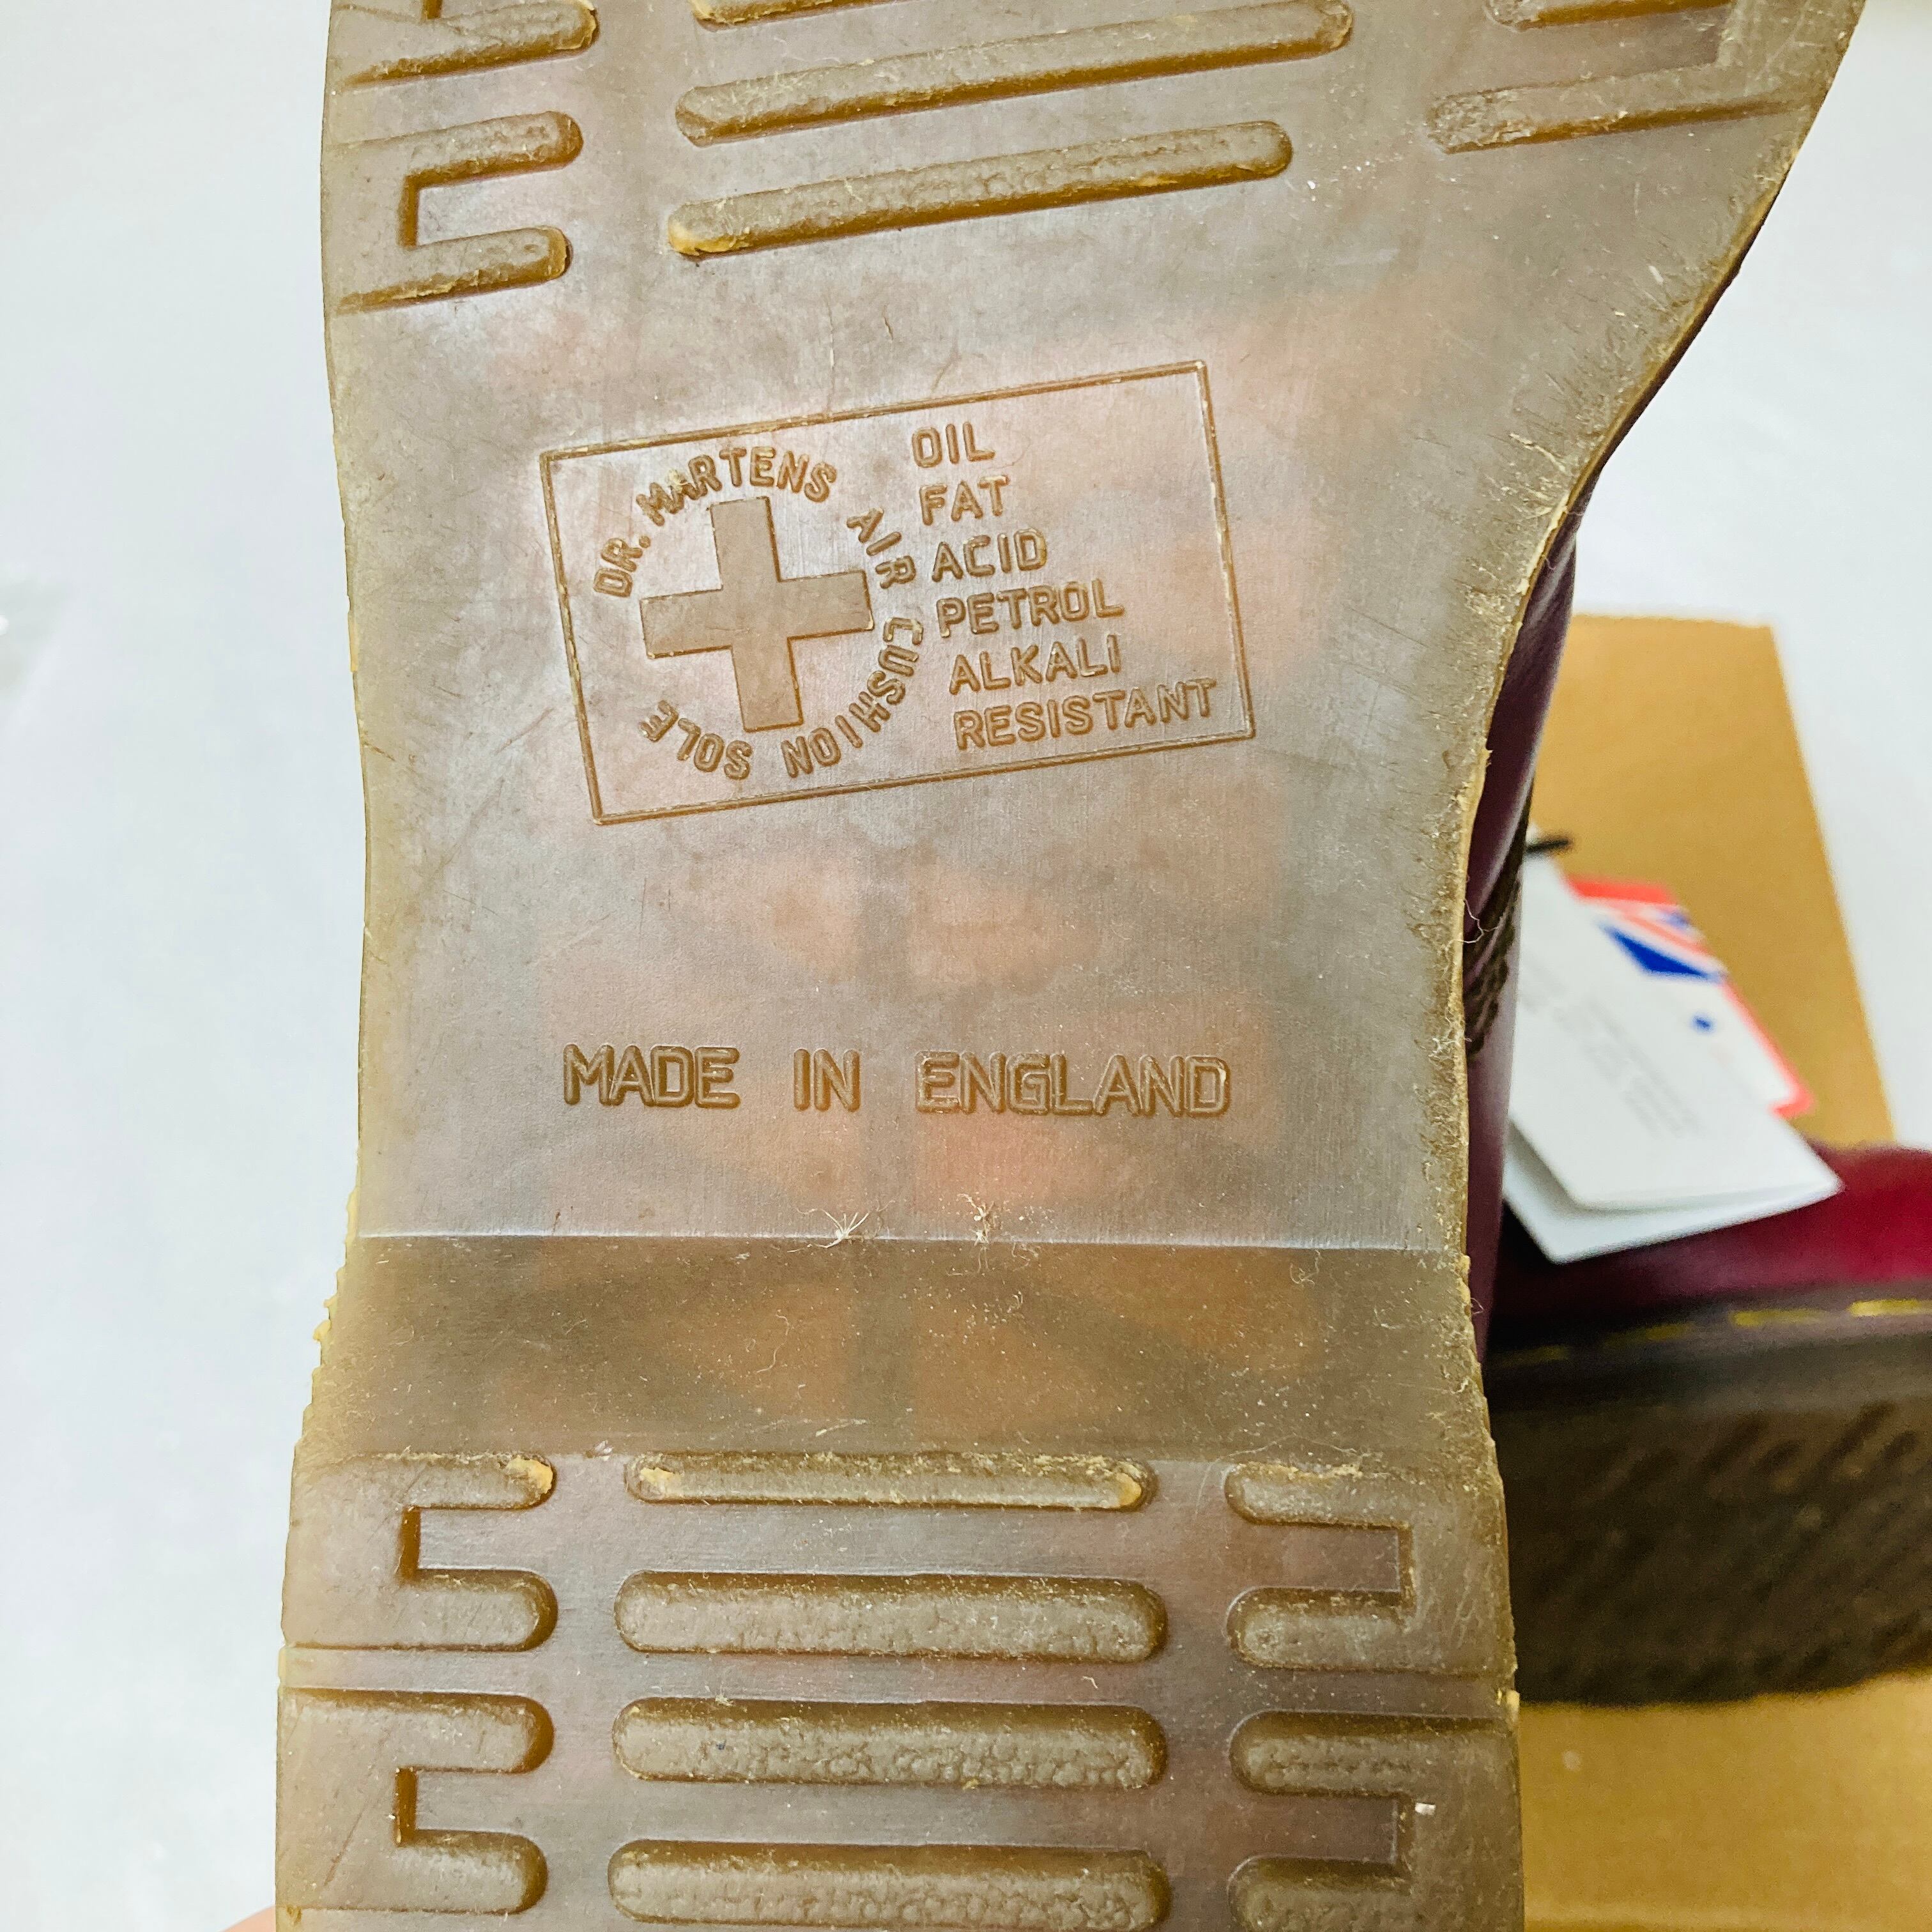 DR. MARTENS AIR CUSHION SOLE
OIL
FAT
ACID
PETROL
ALKALI
RESISTANT
MADE IN ENGLAND